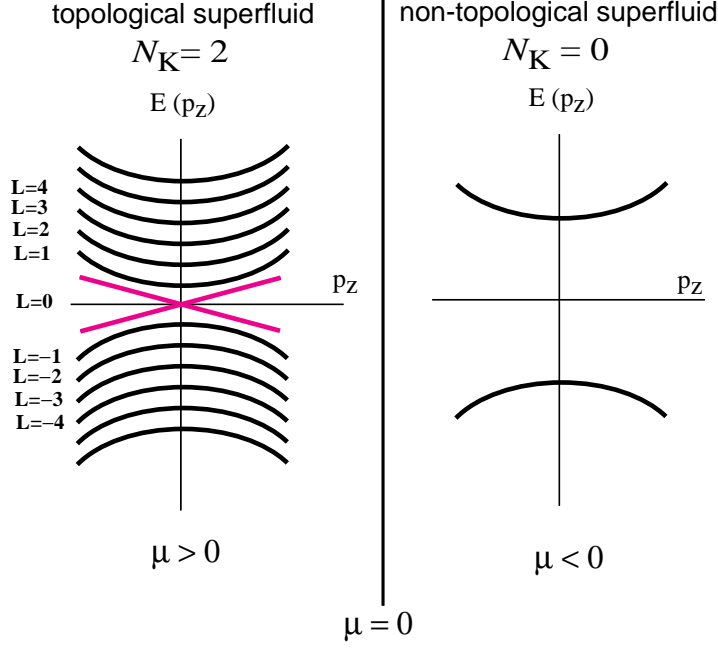 topological superfluid
N_K = 2
E (p_z)
L=4
L=3
L=2
L=1
p_z
L=0
L=−1
L=−2
L=−3
L=−4
μ > 0
non-topological superfluid
N_K = 0
E (p_z)
p_z
μ < 0
μ = 0